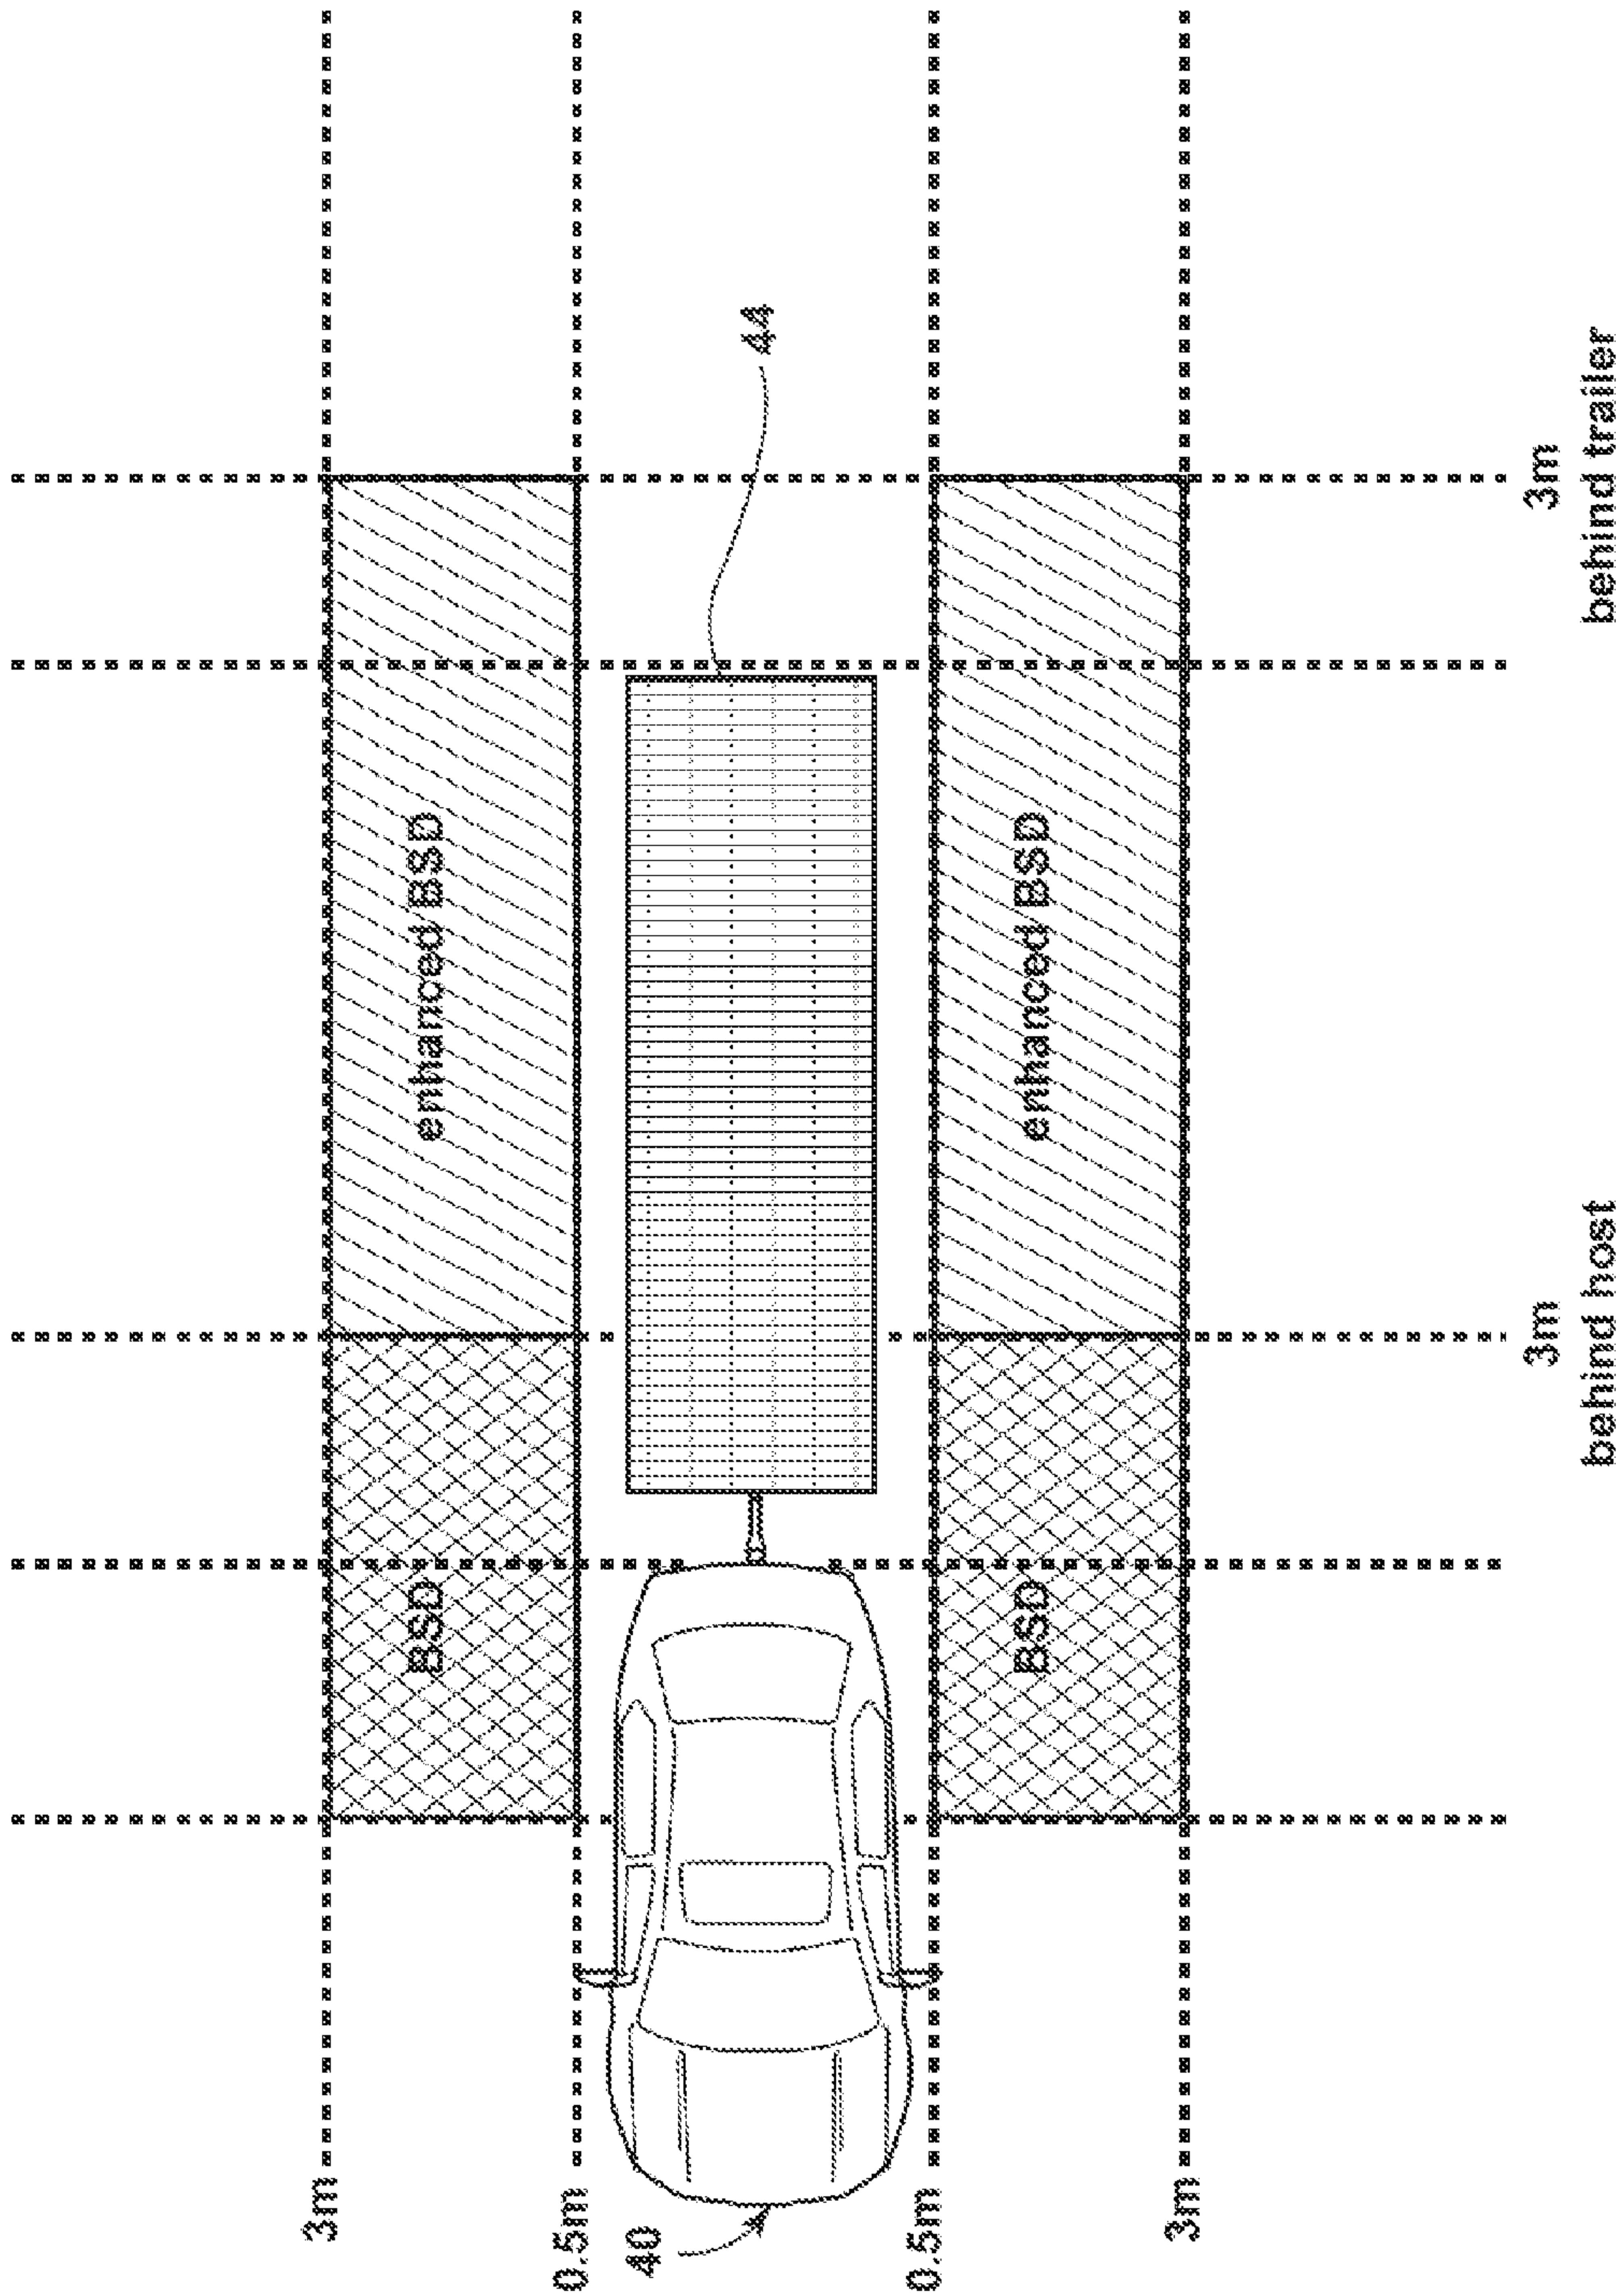 3m
BSD
enhanced BSD
0.5m
40
44
0.5m
BSD
enhanced BSD
3m
3m
behind host
3m
behind trailer